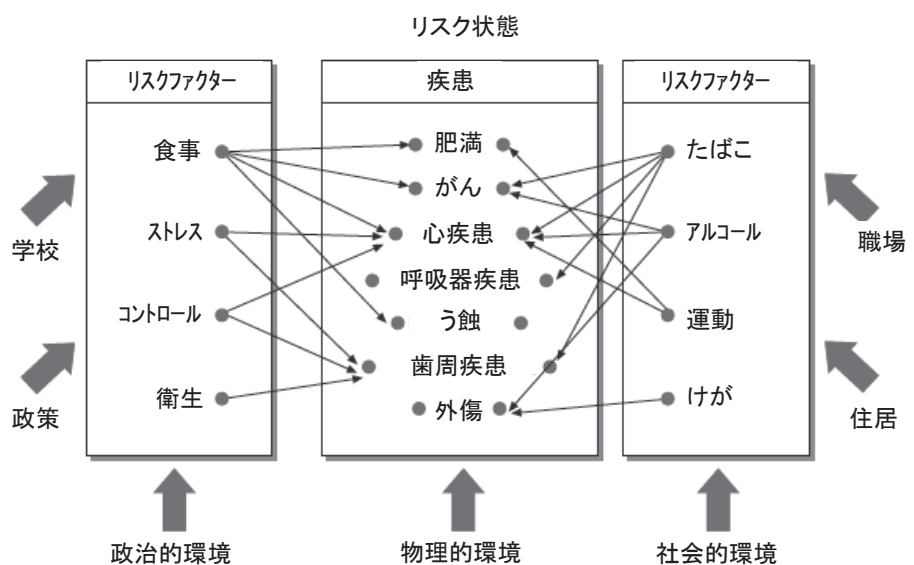 リスク状態
リスクファクター
食事
ストレス
コントロール
衛生
疾患
肥満
がん
心疾患
呼吸器疾患
う蝕
歯周疾患
外傷
リスクファクター
たばこ
アルコール
運動
けが
学校
政策
職場
住居
政治的環境
物理的環境
社会的環境